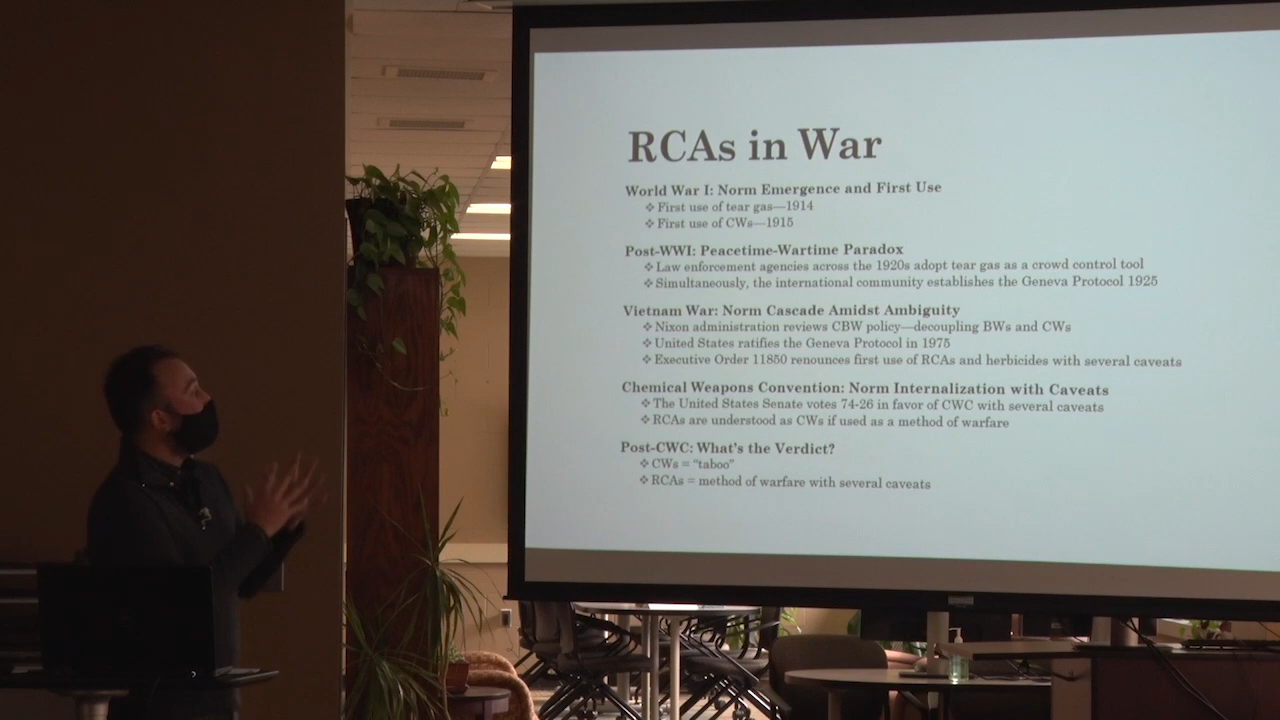 RCAs in War
World War I: Norm Emergence and First Use
❖ First use of tear gas—1914
❖ First use of CWs—1915
Post-WWI: Peacetime-Wartime Paradox
❖ Law enforcement agencies across the 1920s adopt tear gas as a crowd control tool
❖ Simultaneously, the international community establishes the Geneva Protocol 1925
Vietnam War: Norm Cascade Amidst Ambiguity
❖ Nixon administration reviews CBW policy—decoupling BWs and CWs
❖ United States ratifies the Geneva Protocol in 1975
❖ Executive Order 11850 renounces first use of RCAs and herbicides with several caveats
Chemical Weapons Convention: Norm Internalization with Caveats
❖ The United States Senate votes 74-26 in favor of CWC with several caveats
❖ RCAs are understood as CWs if used as a method of warfare
Post-CWC: What's the Verdict?
❖ CWs = "taboo"
❖ RCAs = method of warfare with several caveats